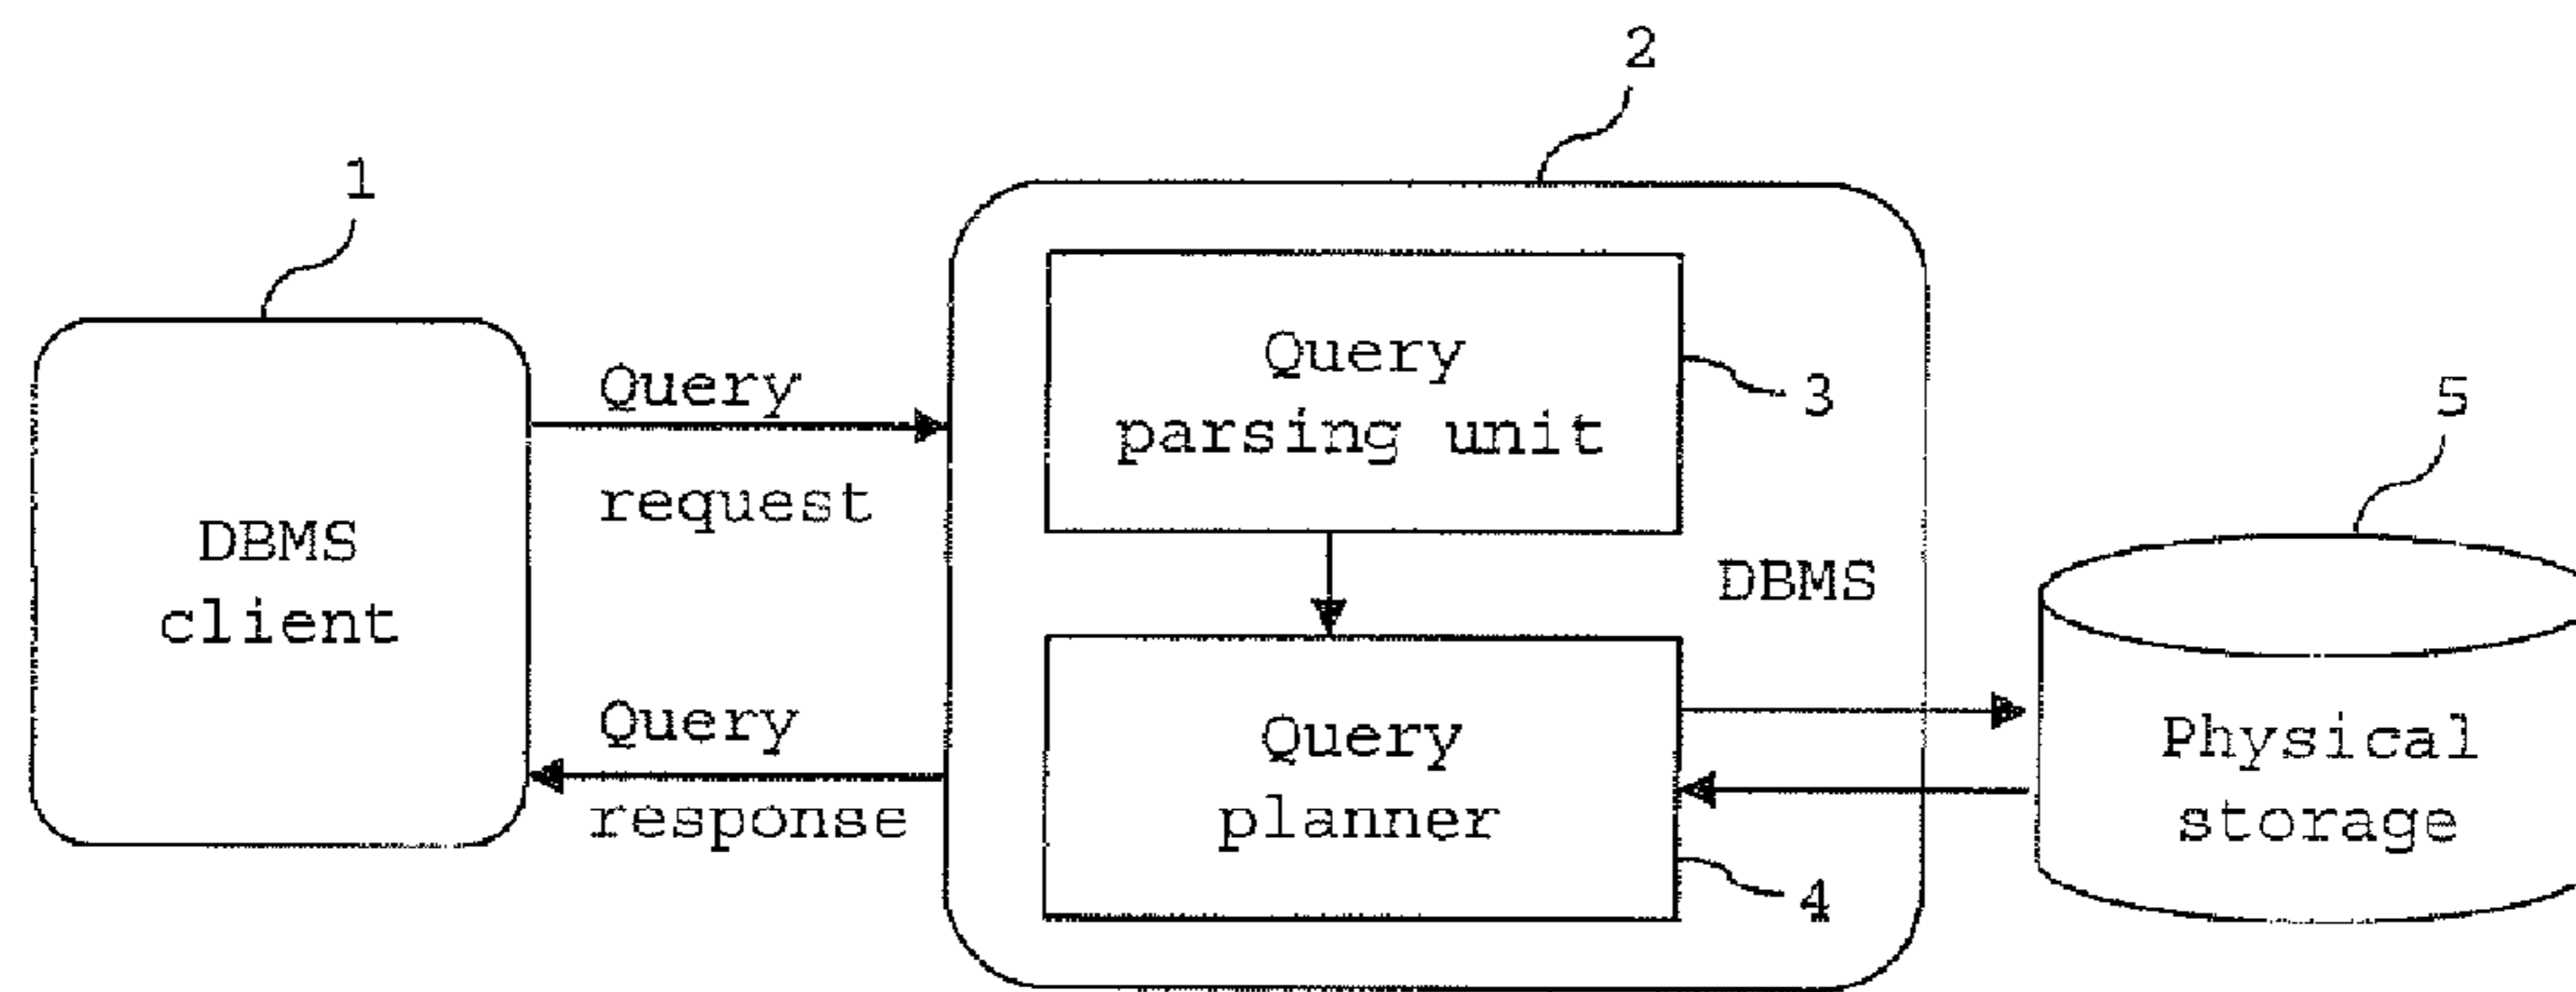 2
1
Query
parsing unit
3
Query
request
5
DBMS
client
DBMS
Query
response
Query
planner
Physical
storage
4